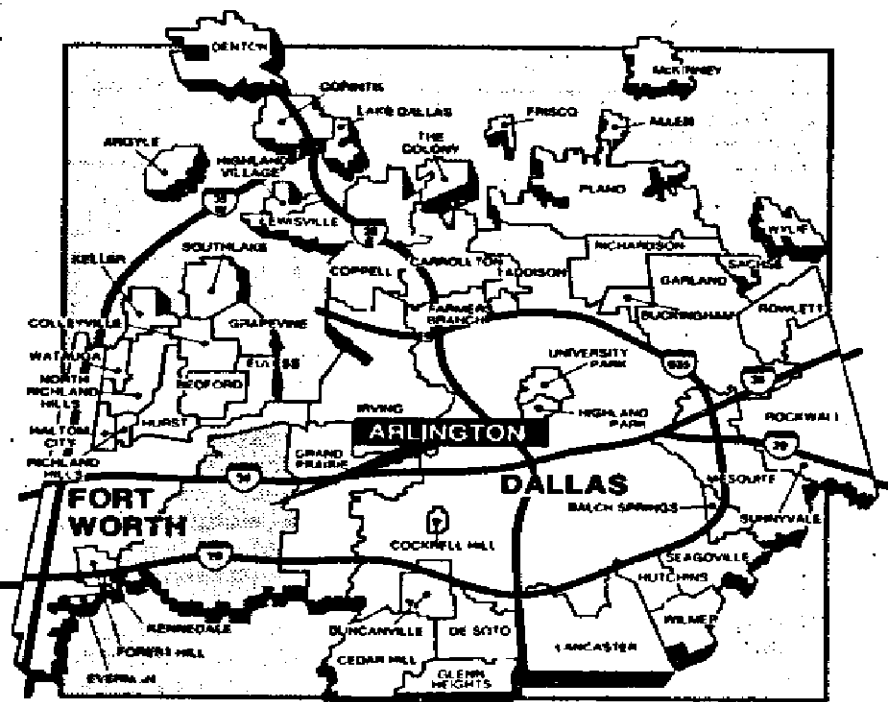 DENTON
McKINNEY
CORINTH
LAKE DALLAS
FRISCO
ALLEN
ARGYLE
THE
COLONY
HIGHLAND
VILLAGE
PLANO
LEWISVILLE
WYLIE
SOUTHLAKE
RICHARDSON
KELLER
CARROLLTON
SACHSE
COPPELL
ADDISON
GARLAND
ROWLETT
COLLEYVILLE
GRAPEVINE
FARMERS
BRANCH
BUCKINGHAM
WATAUGA
EULESS
UNIVERSITY
PARK
635
NORTH
RICHLAND
HILLS
BEDFORD
30
IRVING
HIGHLAND
PARK
ROCKWALL
HALTOM
CITY
HURST
ARLINGTON
20
RICHLAND
HILLS
GRAND
PRAIRIE
30
MESQUITE
FORT
WORTH
DALLAS
BALCH SPRINGS
SUNNYVALE
COCKRELL HILL
20
SEAGOVILLE
HUTCHINS
KENNEDALE
DUNCANVILLE
DE SOTO
WILMER
FOREST HILL
CEDAR HILL
LANCASTER
EVERMAN
GLENN
HEIGHTS